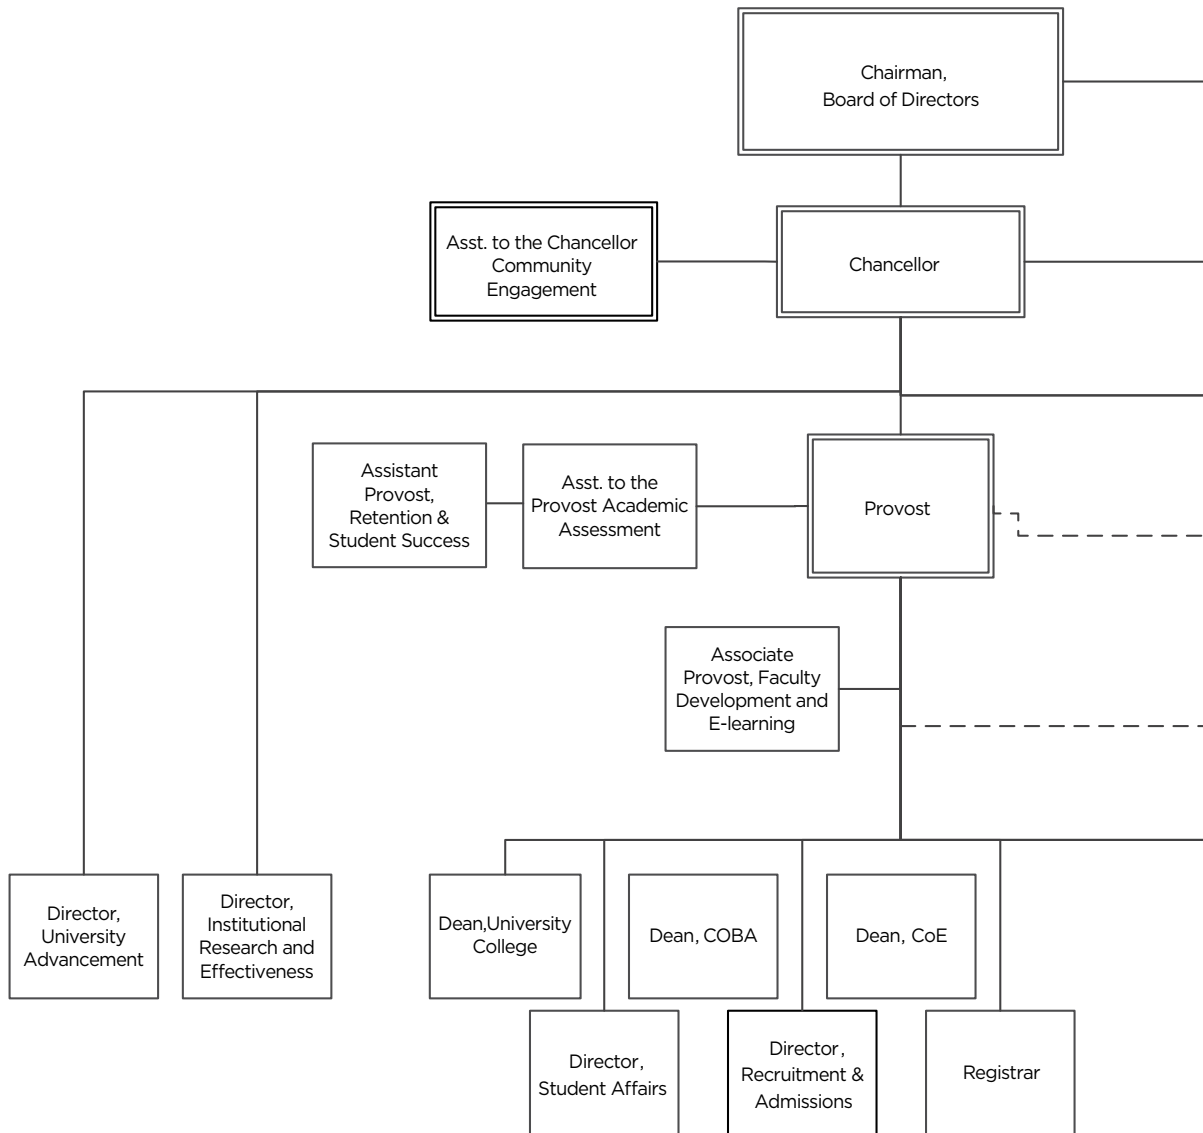 Chairman,
Board of Directors
Asst. to the Chancellor
Community
Engagement
Chancellor
Assistant
Provost,
Retention &
Student Success
Asst. to the
Provost Academic
Assessment
Provost
Associate
Provost, Faculty
Development and
E-learning
Director,
University
Advancement
Director,
Institutional
Research and
Effectiveness
Dean,University
College
Dean, COBA
Dean, CoE
Director,
Student Affairs
Director,
Recruitment &
Admissions
Registrar